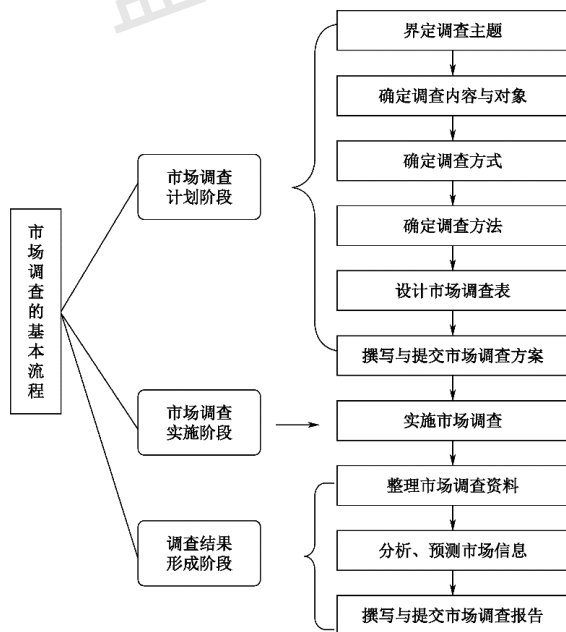 市场调查的基本流程
市场调查
计划阶段
市场调查
实施阶段
调查结果
形成阶段
界定调查主题
确定调查内容与对象
确定调查方式
确定调查方法
设计市场调查表
撰写与提交市场调查方案
实施市场调查
整理市场调查资料
分析、预测市场信息
撰写与提交市场调查报告